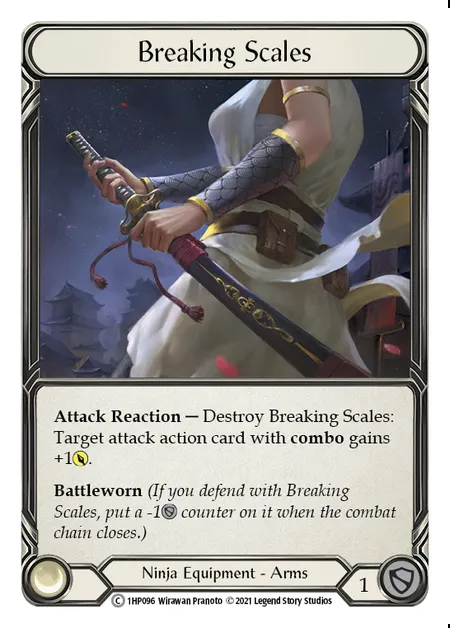 Breaking Scales
Attack Reaction — Destroy Breaking Scales:
Target attack action card with combo gains
+1.
Battleworn (If you defend with Breaking
Scales, put a -1 counter on it when the combat
chain closes.)
Ninja Equipment - Arms
1
C 1HP096 Wirawan Pranoto © 2021 Legend Story Studios